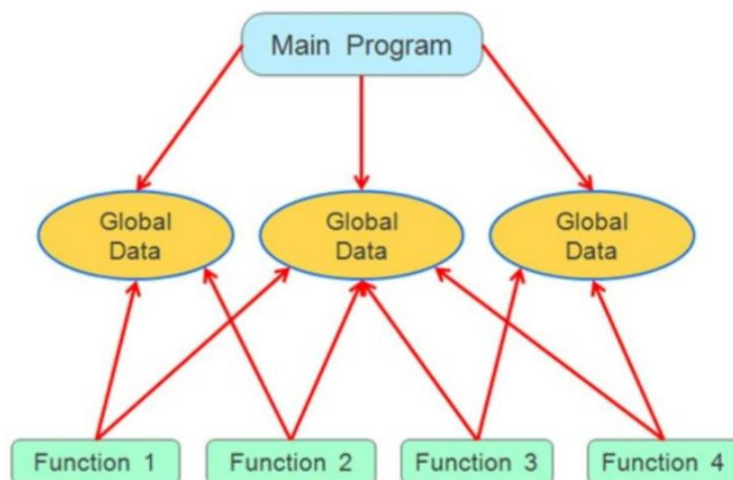 Main Program
Global
Data
Global
Data
Global
Data
Function 1
Function 2
Function 3
Function 4